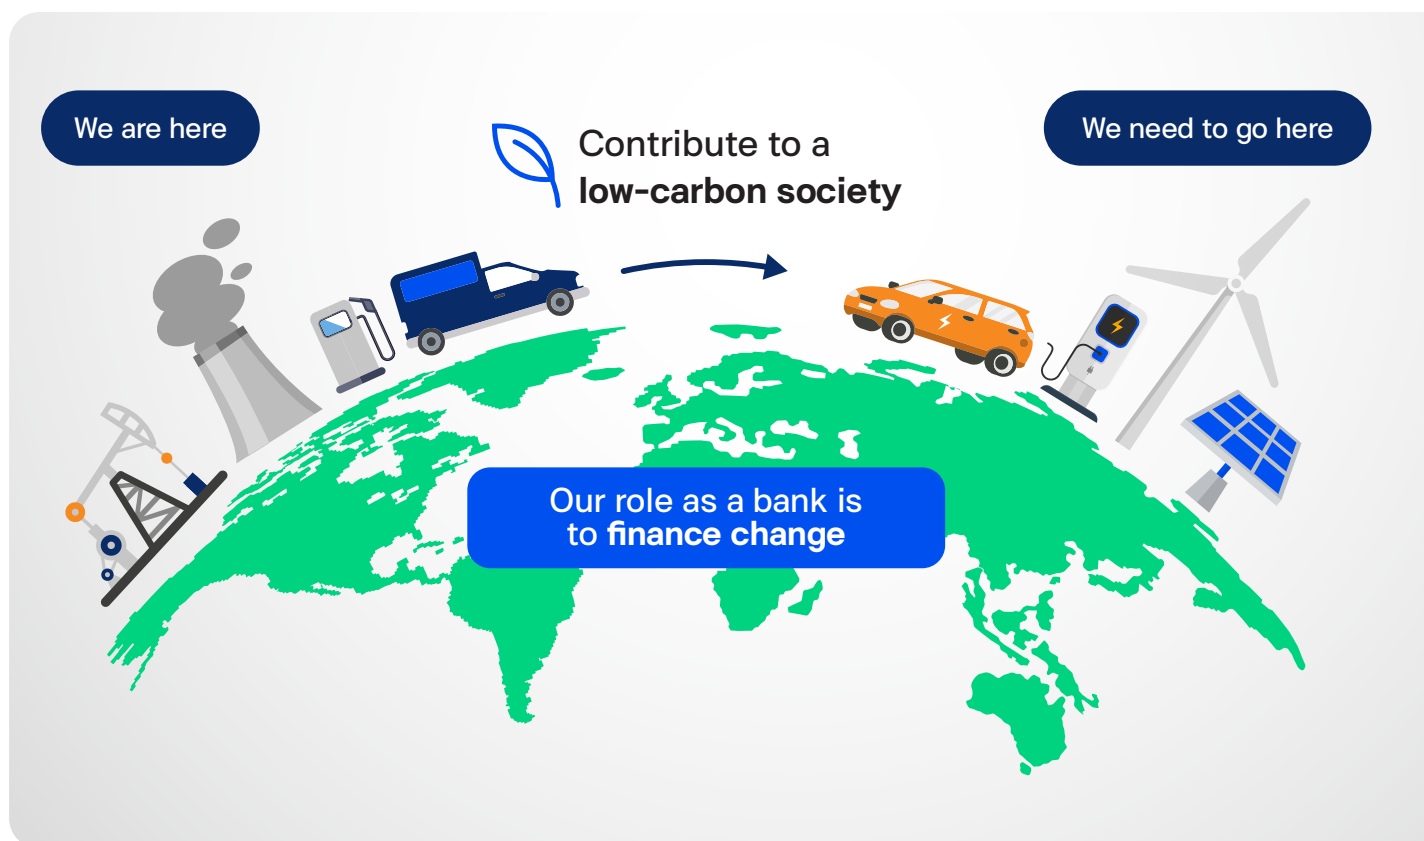 We are here
Contribute to a
low-carbon society
We need to go here
Our role as a bank is
to finance change